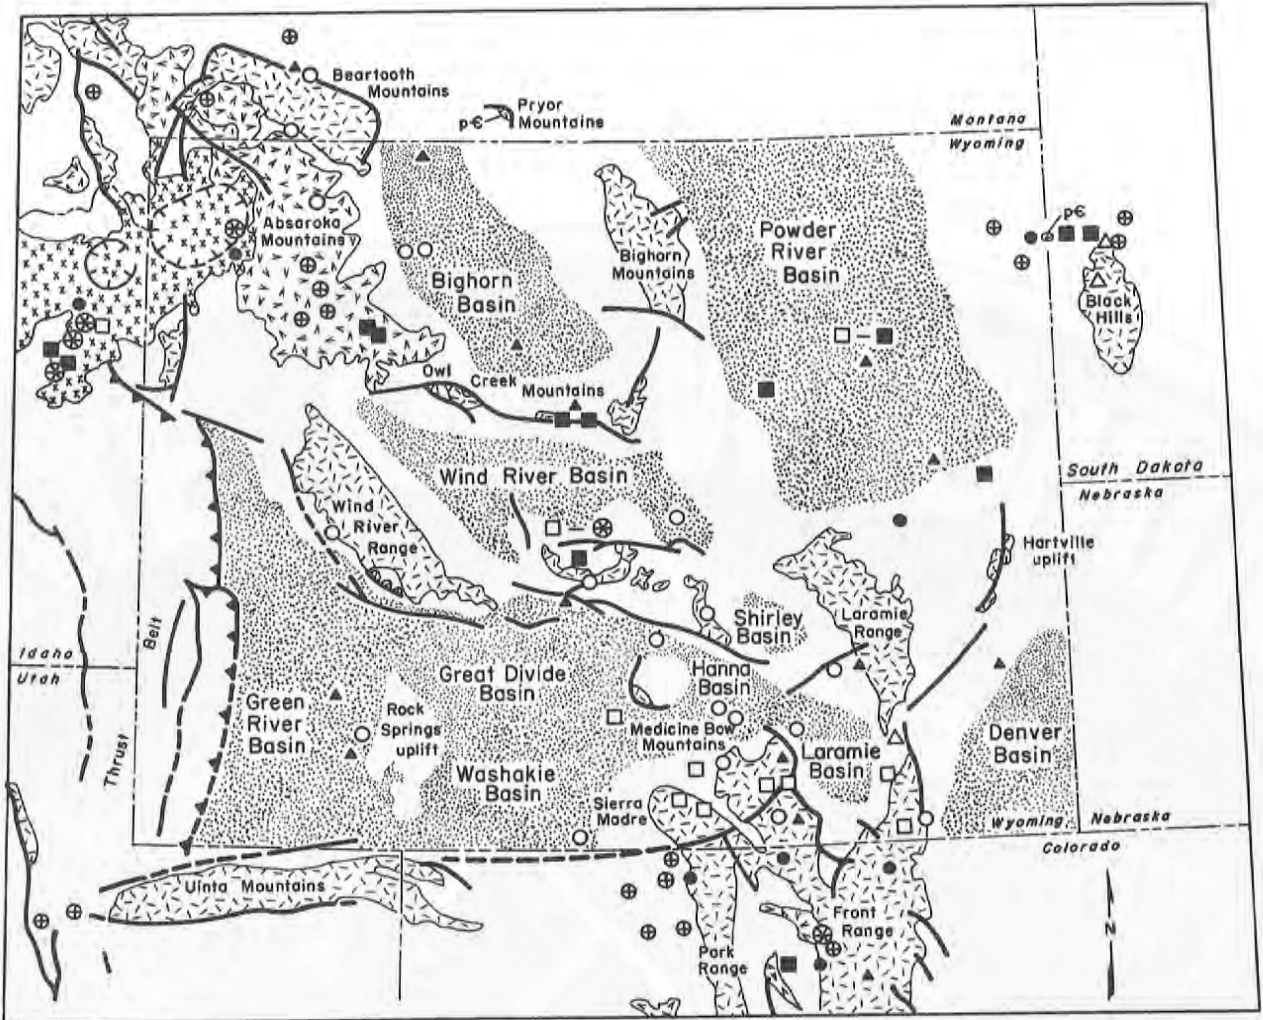 Beartooth
Mountains
Pryor
Mountains
p-Є
Montana
Wyoming
Absaroka
Mountains
Bighorn
Basin
Bighorn
Mountains
Powder
River
Basin
p-Є
Black
Hills
Owl
Creek
Mountains
Wind River Basin
South Dakota
Nebraska
Wind
River
Range
Hartville
uplift
Shirley
Basin
Laramie
Range
Idaho
Utah
Thrust
Belt
Great Divide
Basin
Hanna
Basin
Green
River
Basin
Rock
Springs
uplift
Medicine Bow
Mountains
Laramie
Basin
Denver
Basin
Washakie
Basin
Sierra
Madre
Wyoming
Nebraska
Colorado
Uinta Mountains
Front
Range
Park
Range
N